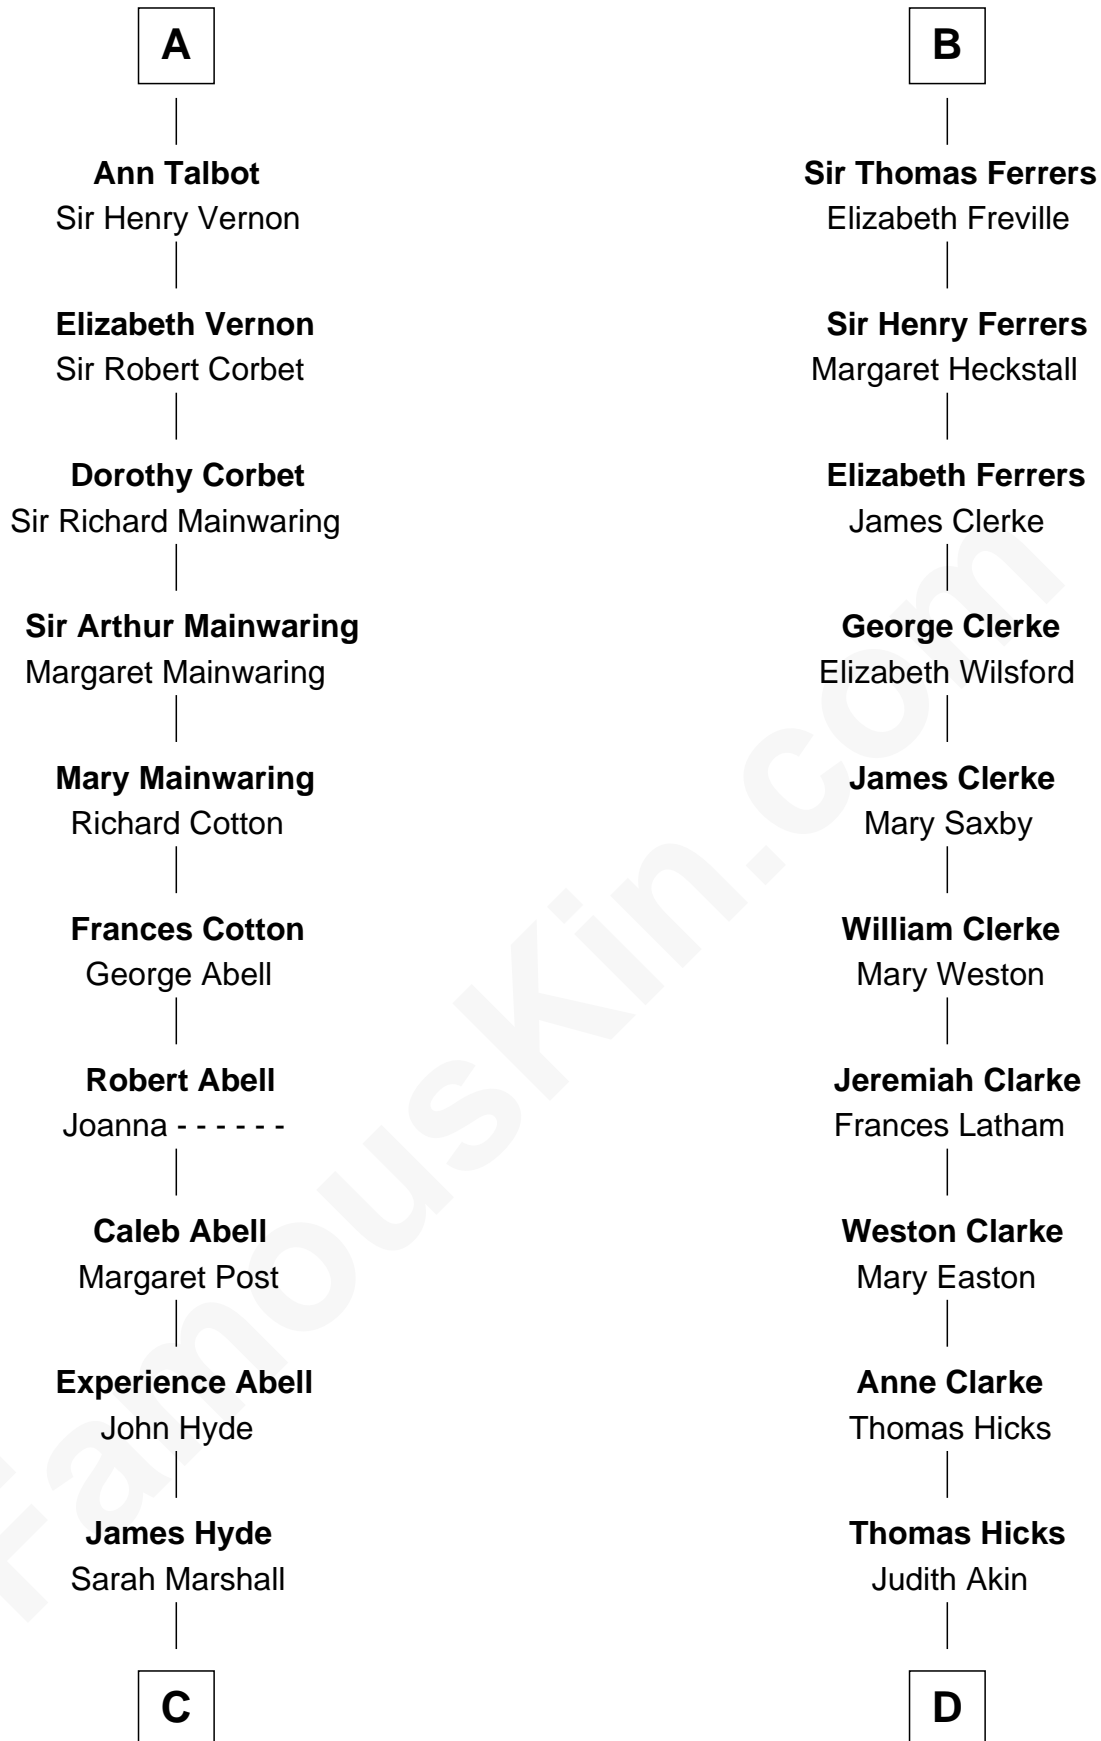 A
Ann Talbot
Sir Henry Vernon
Elizabeth Vernon
Sir Robert Corbet
Dorothy Corbet
Sir Richard Mainwaring
Sir Arthur Mainwaring
Margaret Mainwaring
Mary Mainwaring
Richard Cotton
Frances Cotton
George Abell
Robert Abell
Joanna - - - - - -
Caleb Abell
Margaret Post
Experience Abell
John Hyde
James Hyde
Sarah Marshall
C
B
Sir Thomas Ferrers
Elizabeth Freville
Sir Henry Ferrers
Margaret Heckstall
Elizabeth Ferrers
James Clerke
George Clerke
Elizabeth Wilsford
James Clerke
Mary Saxby
William Clerke
Mary Weston
Jeremiah Clarke
Frances Latham
Weston Clarke
Mary Easton
Anne Clarke
Thomas Hicks
Thomas Hicks
Judith Akin
D
FamousKin.com